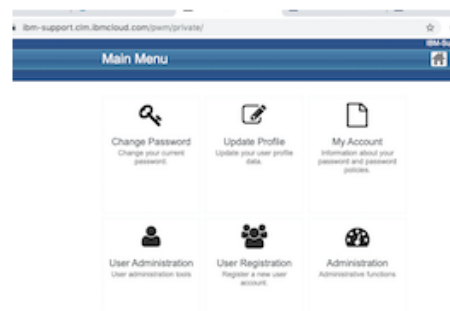 ibm-support.clm.ibmcloud.com/pwm/private/
IBM-Su
Main Menu
Change Password
Change your current
password.
Update Profile
Update your user profile
data.
My Account
Information about your
password and password
policies.
User Administration
User administration tools
User Registration
Register a new user
account.
Administration
Administrative functions